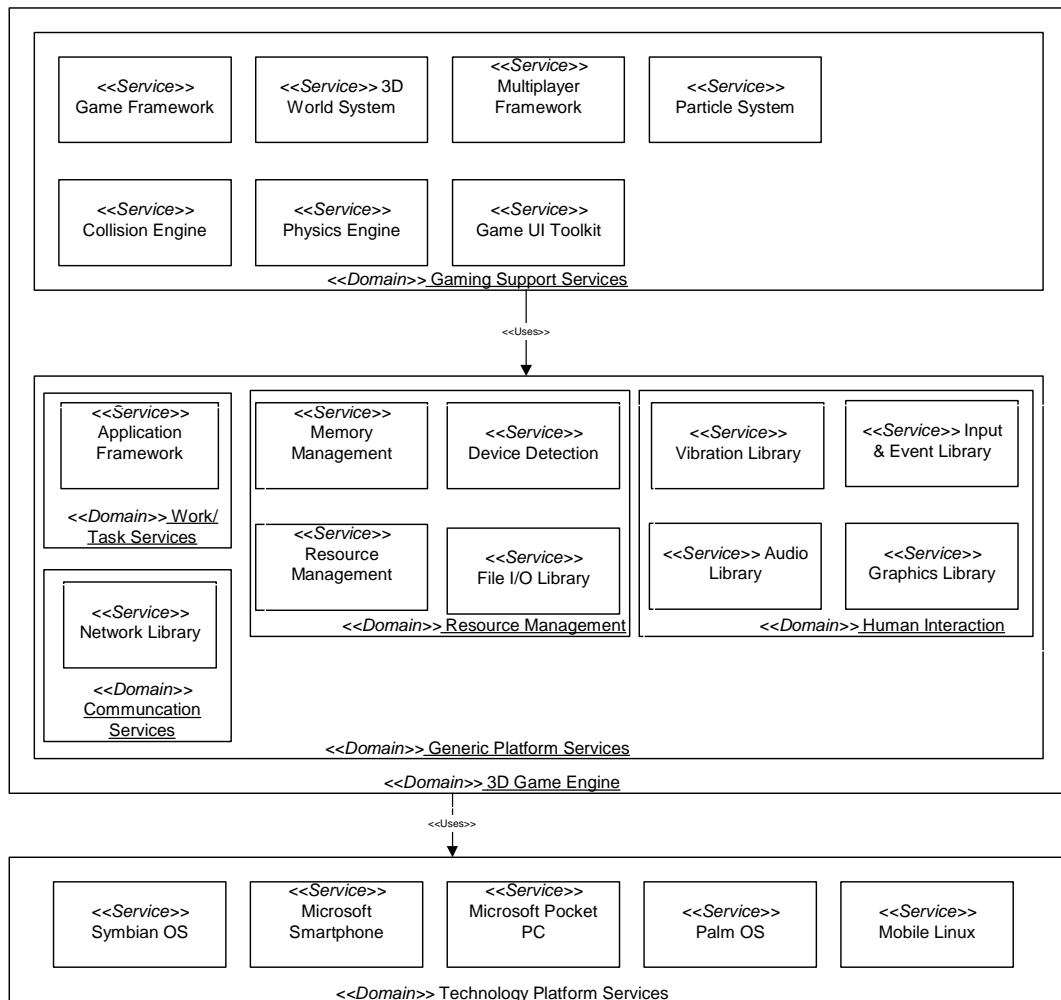 <<Service>>
Game Framework
<<Service>> 3D
World System
<<Service>>
Multiplayer
Framework
<<Service>>
Particle System
<<Service>>
Collision Engine
<<Service>>
Physics Engine
<<Service>>
Game UI Toolkit
<<Domain>> Gaming Support Services
<<Uses>>
<<Service>>
Application
Framework
<<Domain>> Work/
Task Services
<<Service>>
Network Library
<<Domain>>
Communcation
Services
<<Service>>
Memory
Management
<<Service>>
Device Detection
<<Service>>
Resource
Management
<<Service>>
File I/O Library
<<Domain>> Resource Management
<<Service>>
Vibration Library
<<Service>> Input
& Event Library
<<Service>> Audio
Library
<<Service>>
Graphics Library
<<Domain>> Human Interaction
<<Domain>> Generic Platform Services
<<Domain>> 3D Game Engine
<<Uses>>
<<Service>>
Symbian OS
<<Service>>
Microsoft
Smartphone
<<Service>>
Microsoft Pocket
PC
<<Service>>
Palm OS
<<Service>>
Mobile Linux
<<Domain>> Technology Platform Services